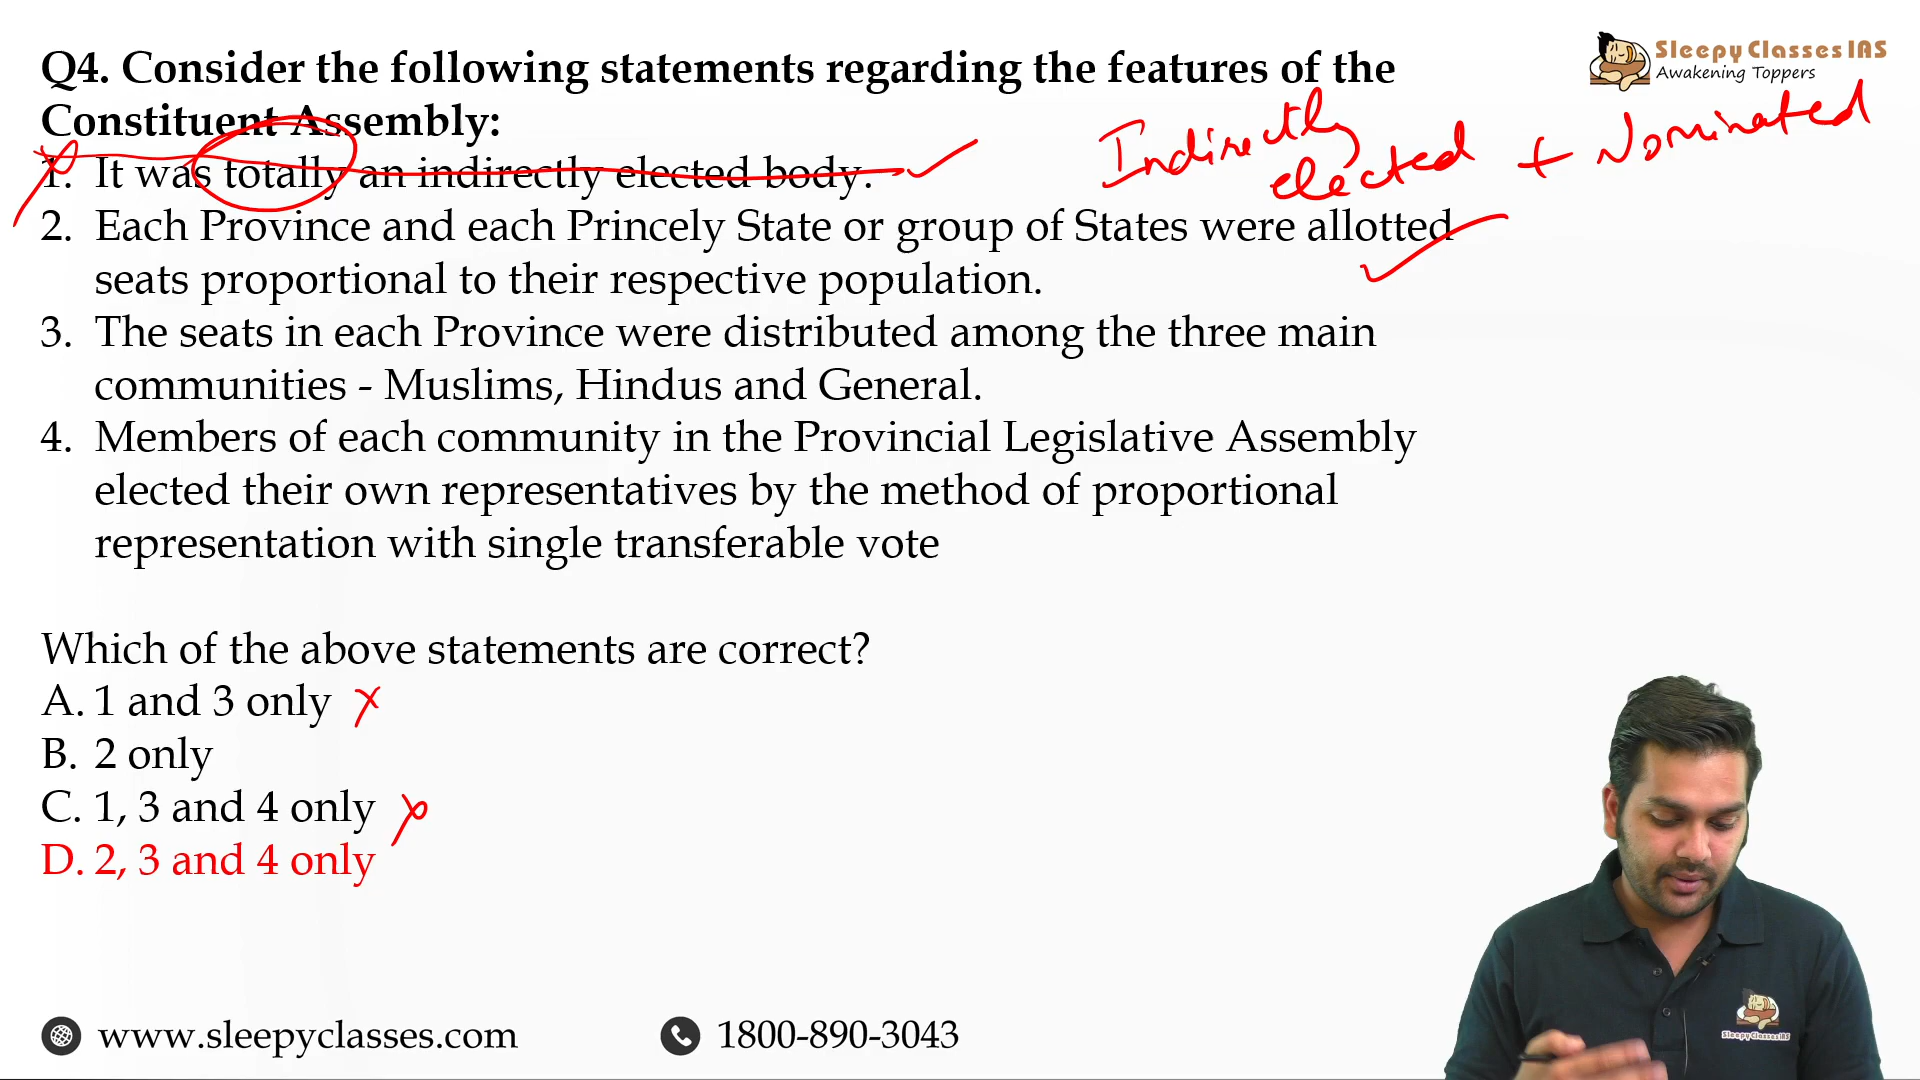 Sleepy Classes IAS
Awakening Toppers
Q4. Consider the following statements regarding the features of the
Constituent Assembly:
Indirectly
elected + Nominated
1. It was totally an indirectly elected body.
2. Each Province and each Princely State or group of States were allotted
seats proportional to their respective population.
3. The seats in each Province were distributed among the three main
communities - Muslims, Hindus and General.
4. Members of each community in the Provincial Legislative Assembly
elected their own representatives by the method of proportional
representation with single transferable vote
Which of the above statements are correct?
A. 1 and 3 only
B. 2 only
C. 1, 3 and 4 only
D. 2, 3 and 4 only
Sleepy Classes IAS
www.sleepyclasses.com
1800-890-3043